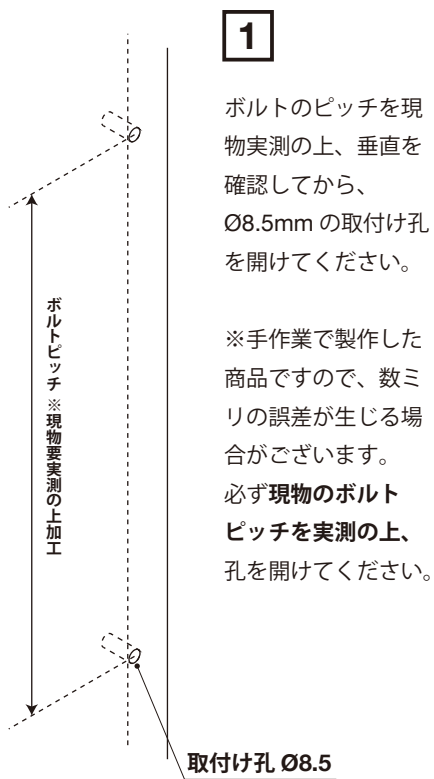 1
ボルトのピッチを現
物実測の上、垂直を
確認してから、
Ø8.5mm の取付け孔
を開けてください。
※手作業で製作した
商品ですので、数ミ
リの誤差が生じる場
合がございます。
必ず現物のボルト
ピッチを実測の上、
孔を開けてください。
ボルトピッチ ※現物要実測の上加工
取付け孔 Ø8.5